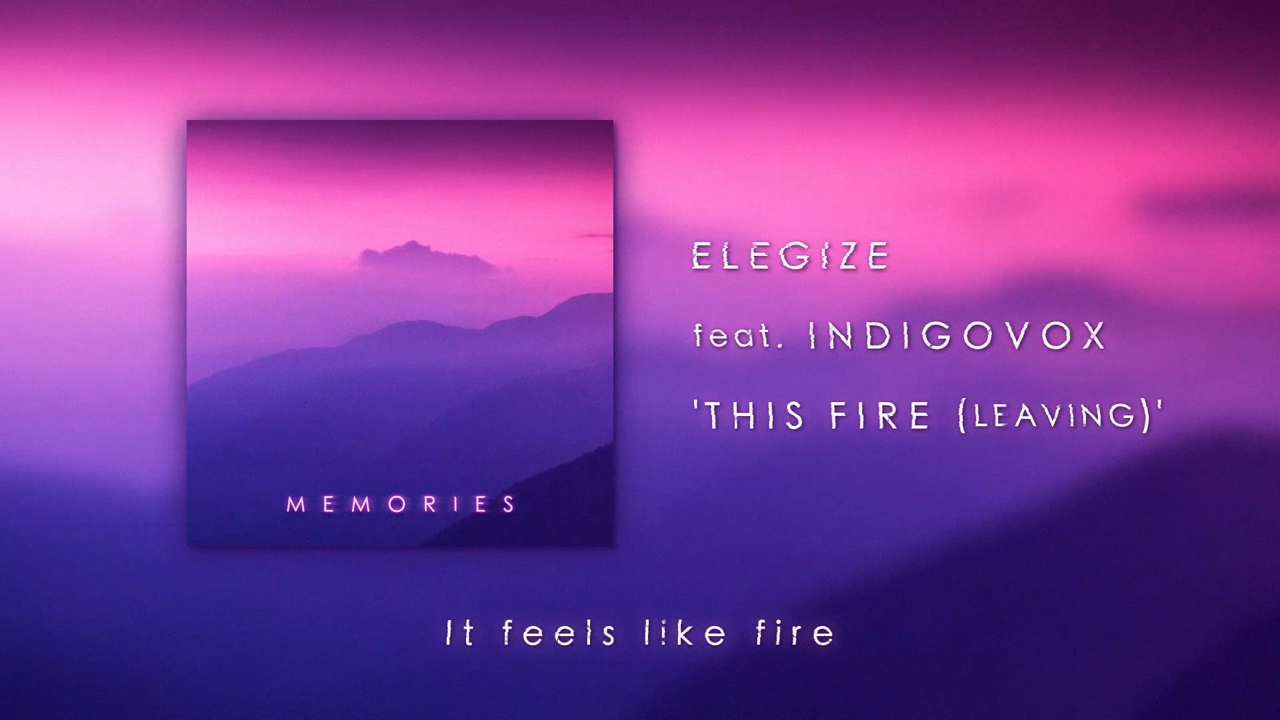 ELEGIZE
feat. INDIGOVOX
'THIS FIRE (LEAVING)'
MEMORIES
It feels like fire